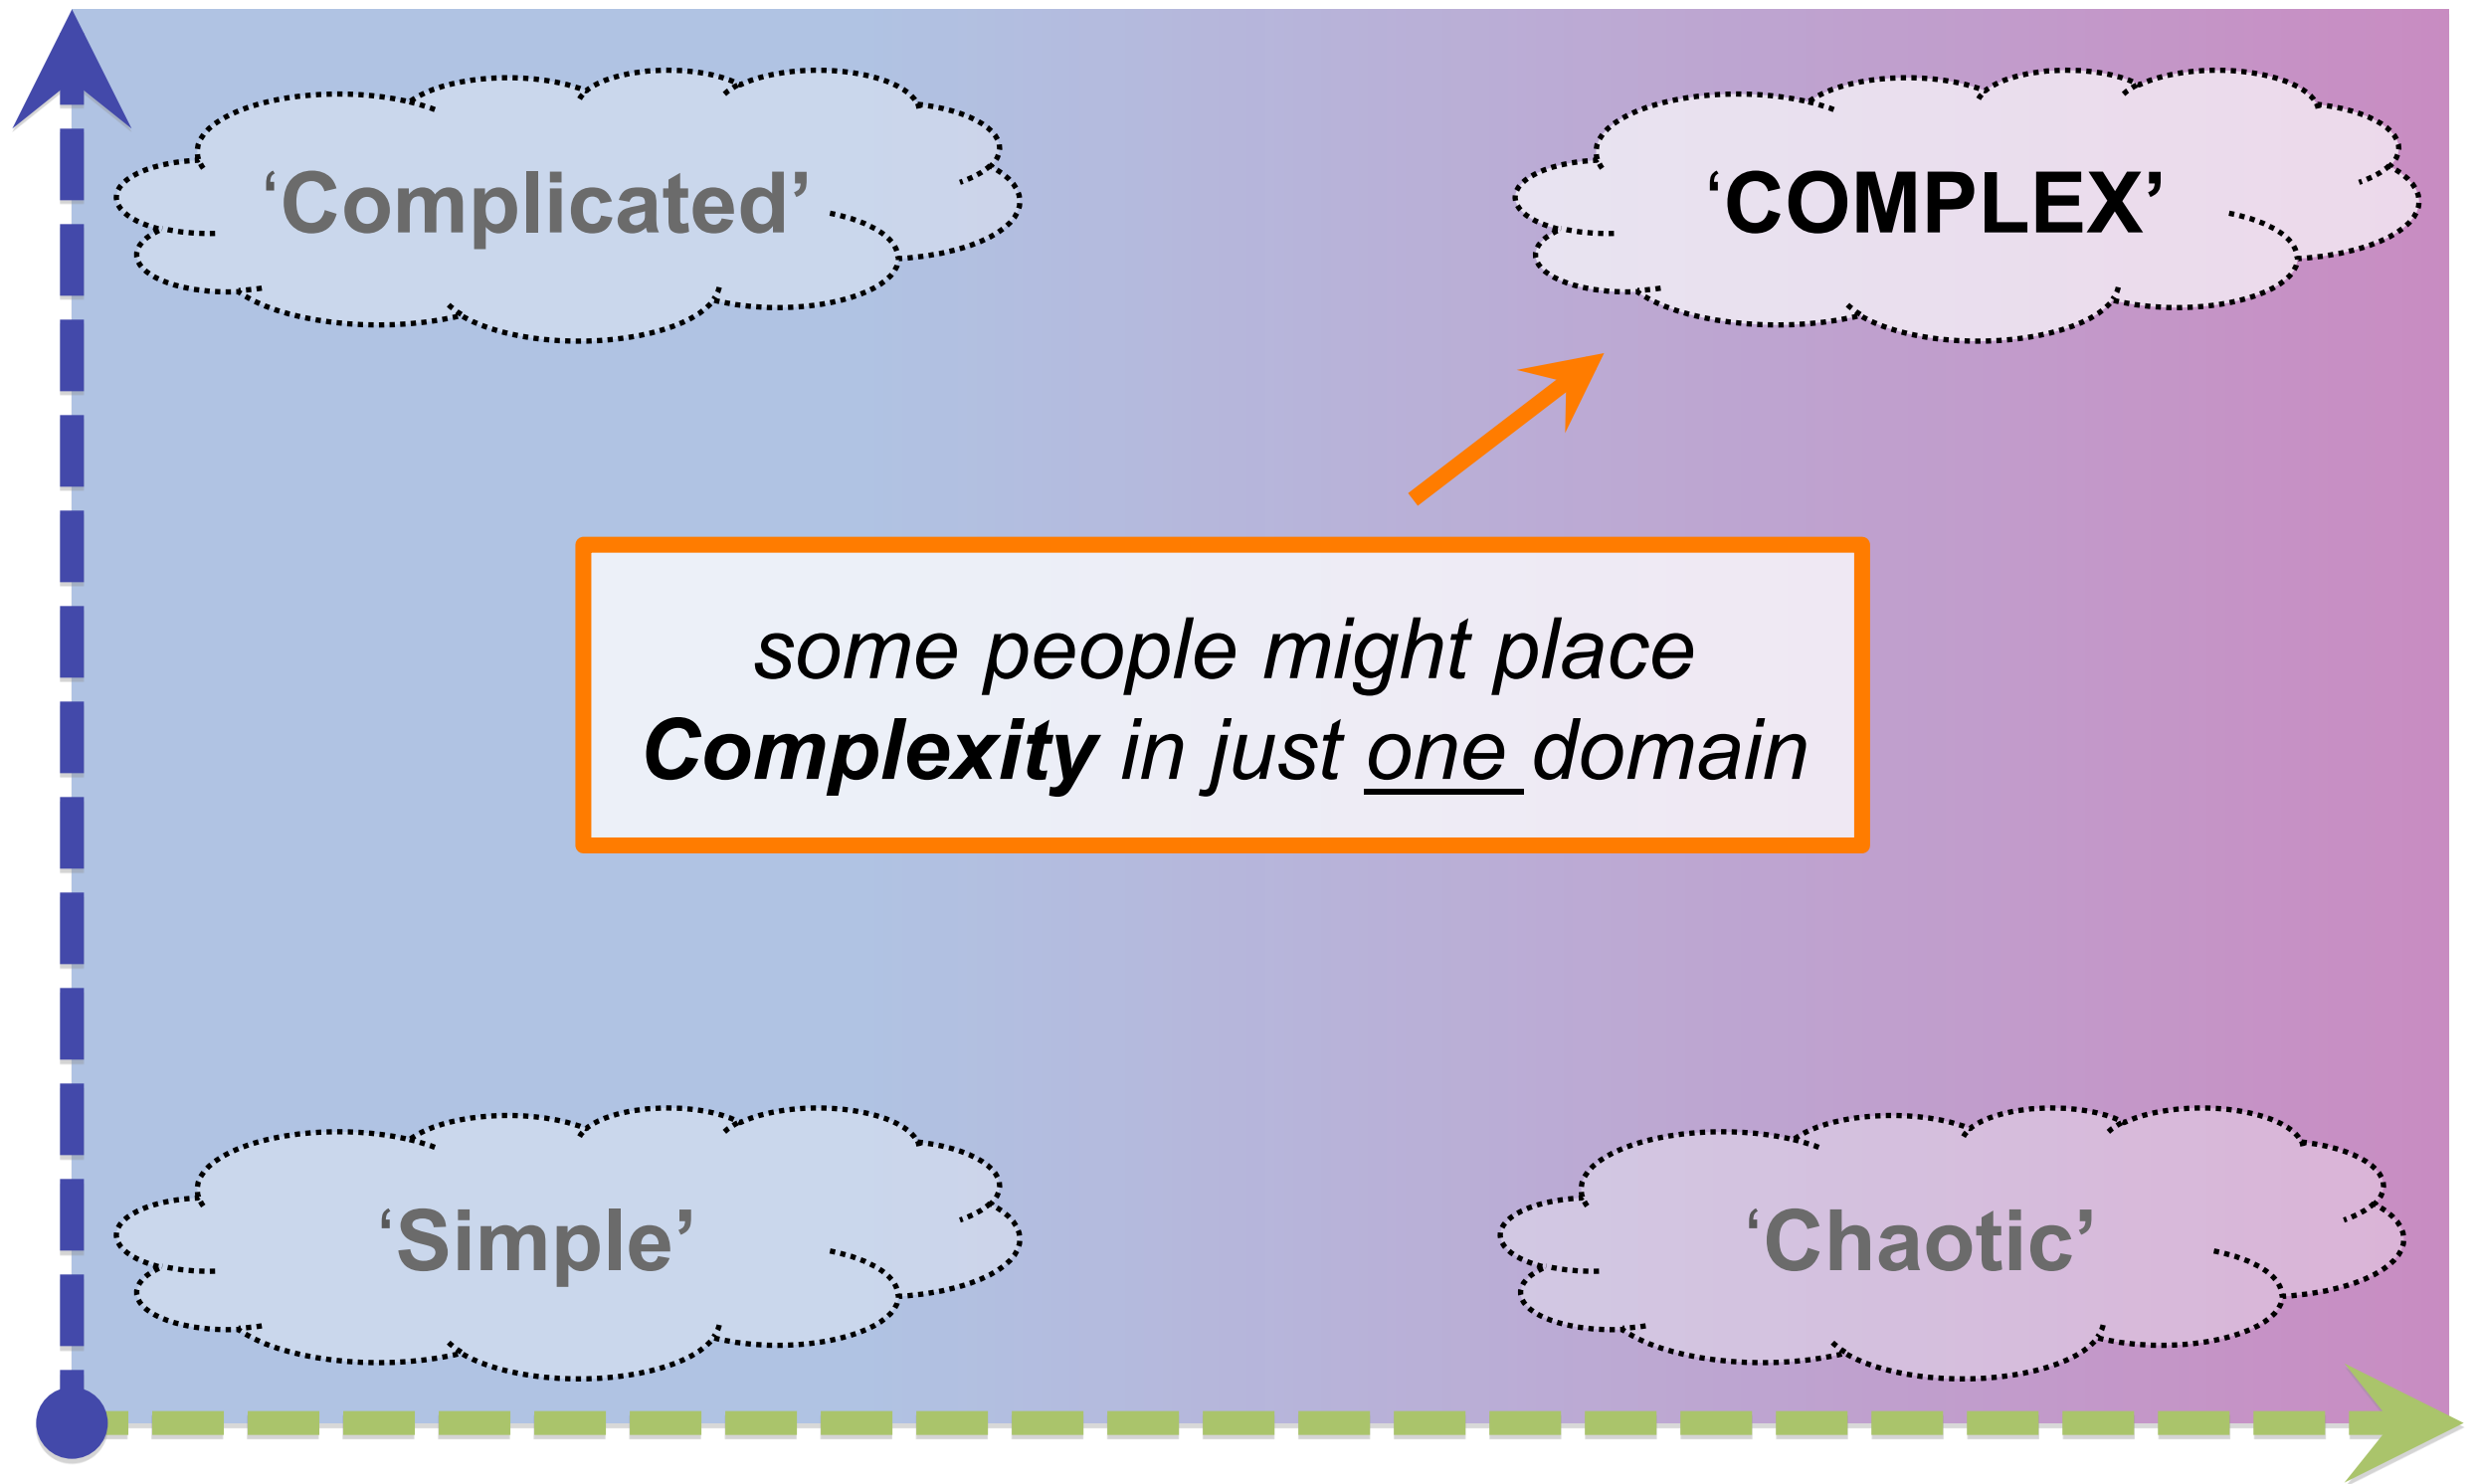 ‘Complicated’
‘COMPLEX’
some people might place
Complexity in just one domain
‘Simple’
‘Chaotic’